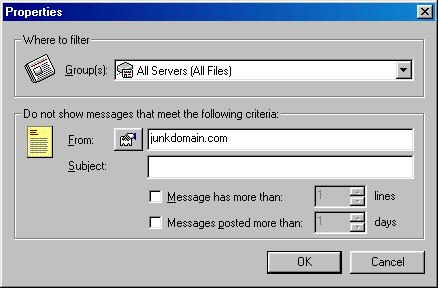 Properties
Where to filter
Group(s): All Servers (All Files)
Do not show messages that meet the following criteria:
From: junkdomain.com
Subject:
Message has more than: 1 lines
Messages posted more than: 1 days
OK Cancel